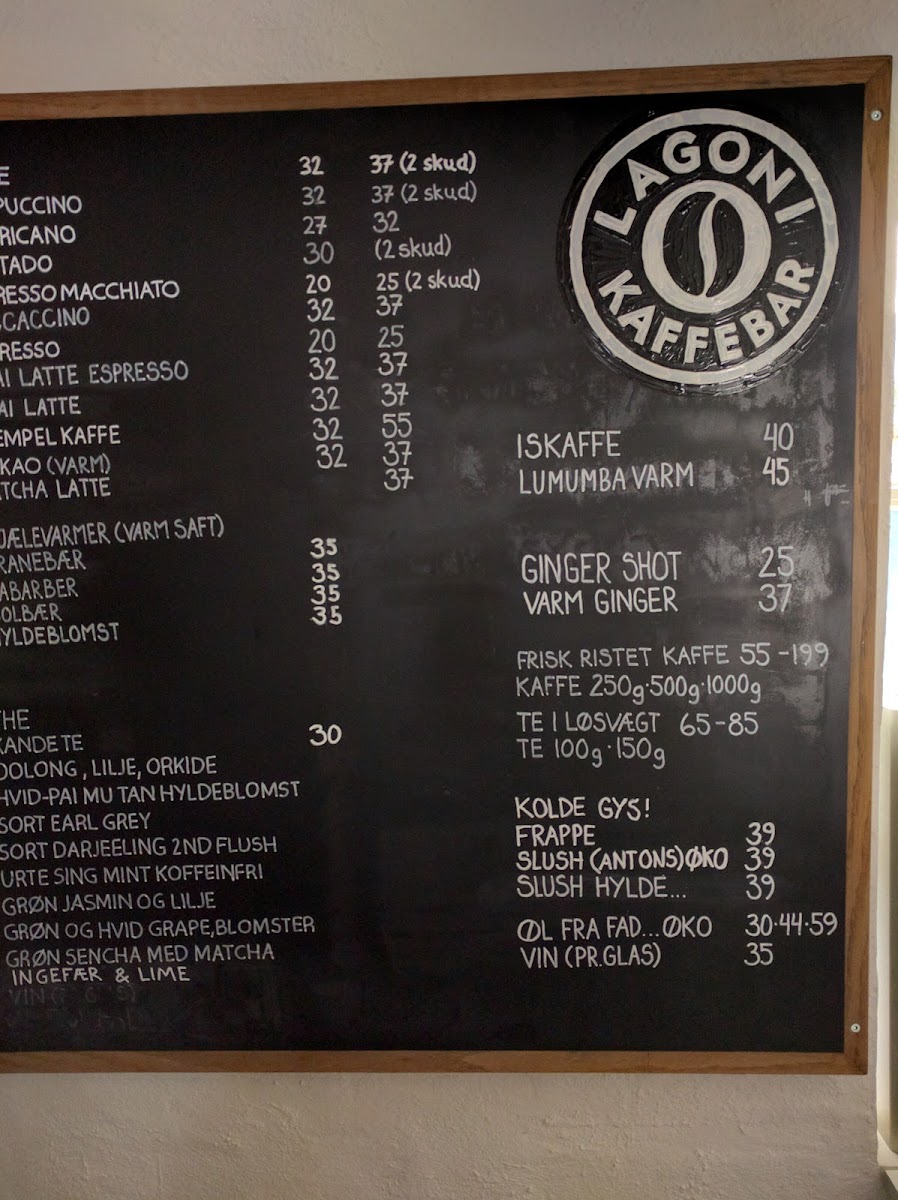 E 32 37 (2 skud)
PUCCINO 32 37 (2 skud)
RICANO 27 32
TADO 30 (2 skud)
RESSO MACCHIATO 20 25 (2 skud)
CCACCINO 32 37
RESSO 20 25
AI LATTE ESPRESSO 32 37
AI LATTE 32 37
EMPEL KAFFE 32 55
KAO (VARM) 32 37
TCHA LATTE 37
JÆLEVARMER (VARM SAFT)
RANEBÆR 35
ABARBER 35
OLBÆR 35
HYLDEBLOMST 35
THE
KANDE TE 30
OOLONG, LILJE, ORKIDE
HVID-PAI MU TAN HYLDEBLOMST
SORT EARL GREY
SORT DARJEELING 2ND FLUSH
URTE SING MINT KOFFEINFRI
GRØN JASMIN OG LILJE
GRØN OG HVID GRAPE, BLOMSTER
GRØN SENCHA MED MATCHA
INGEFÆR & LIME
LAGONI
KAFFEBAR
ISKAFFE 40
LUMUMBA VARM 45
GINGER SHOT 25
VARM GINGER 37
FRISK RISTET KAFFE 55-199
KAFFE 250g·500g·1000g
TE I LØSVÆGT 65-85
TE 100g·150g
KOLDE GYS!
FRAPPE 39
SLUSH (ANTONS) ØKO 39
SLUSH HYLDE... 39
ØL FRA FAD... ØKO 30·44·59
VIN (PR.GLAS) 35